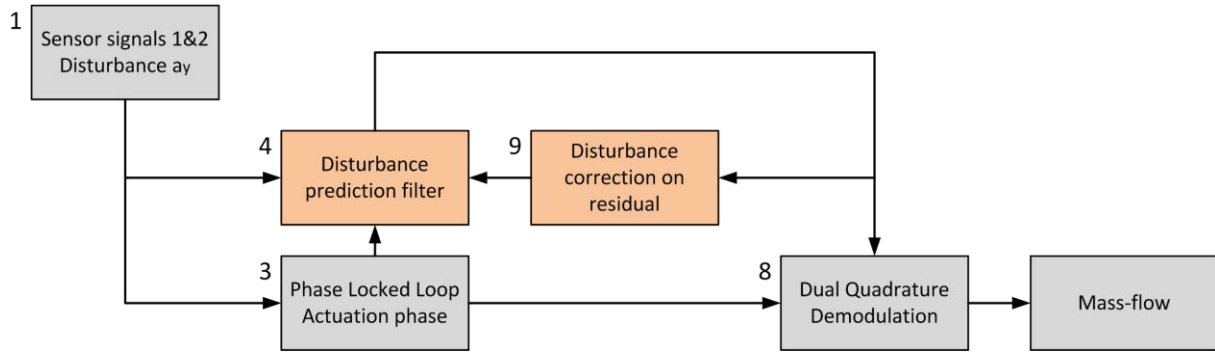 1
Sensor signals 1&2
Disturbance ay
4
Disturbance
prediction filter
9
Disturbance
correction on
residual
3
Phase Locked Loop
Actuation phase
8
Dual Quadrature
Demodulation
Mass-flow